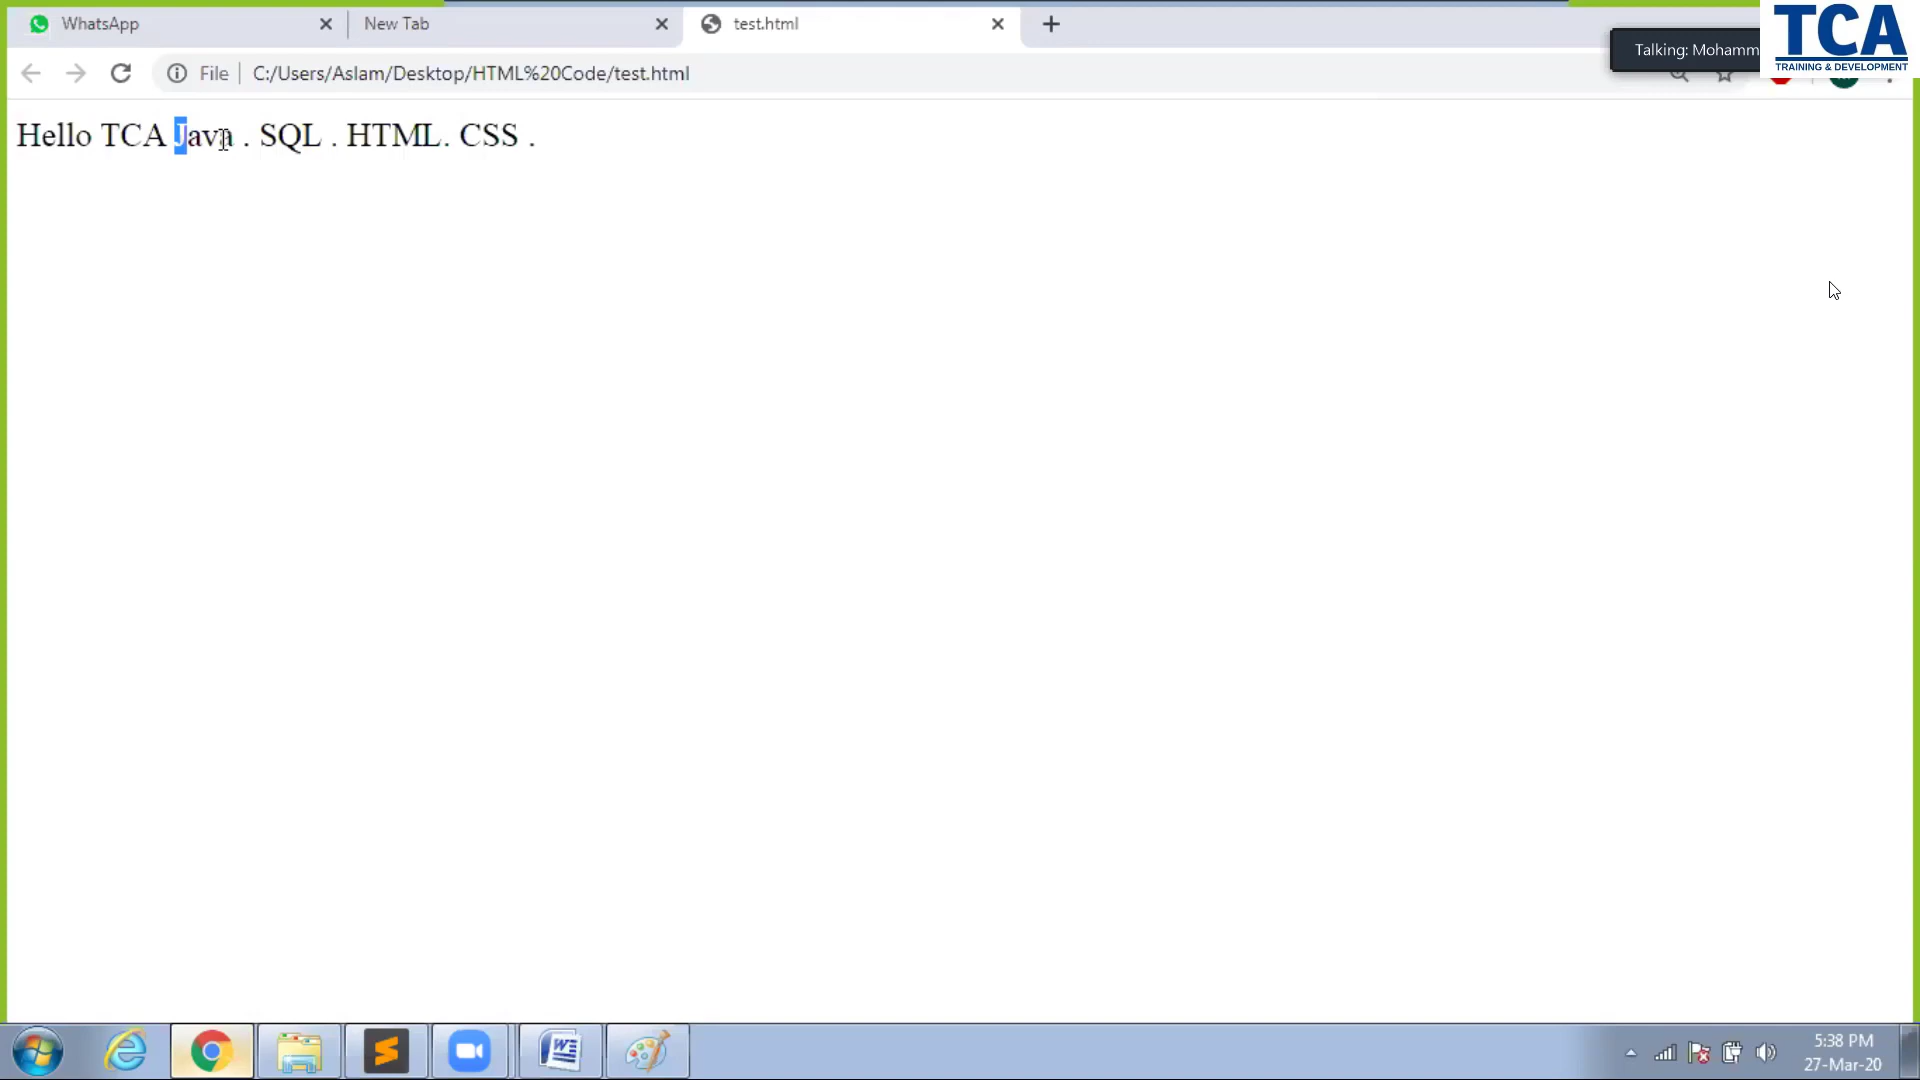 WhatsApp
New Tab
test.html
Talking: Mohamm
TCA
TRAINING & DEVELOPMENT
File
C:/Users/Aslam/Desktop/HTML%20Code/test.html
Hello TCA Java . SQL . HTML. CSS .
5:38 PM
27-Mar-20